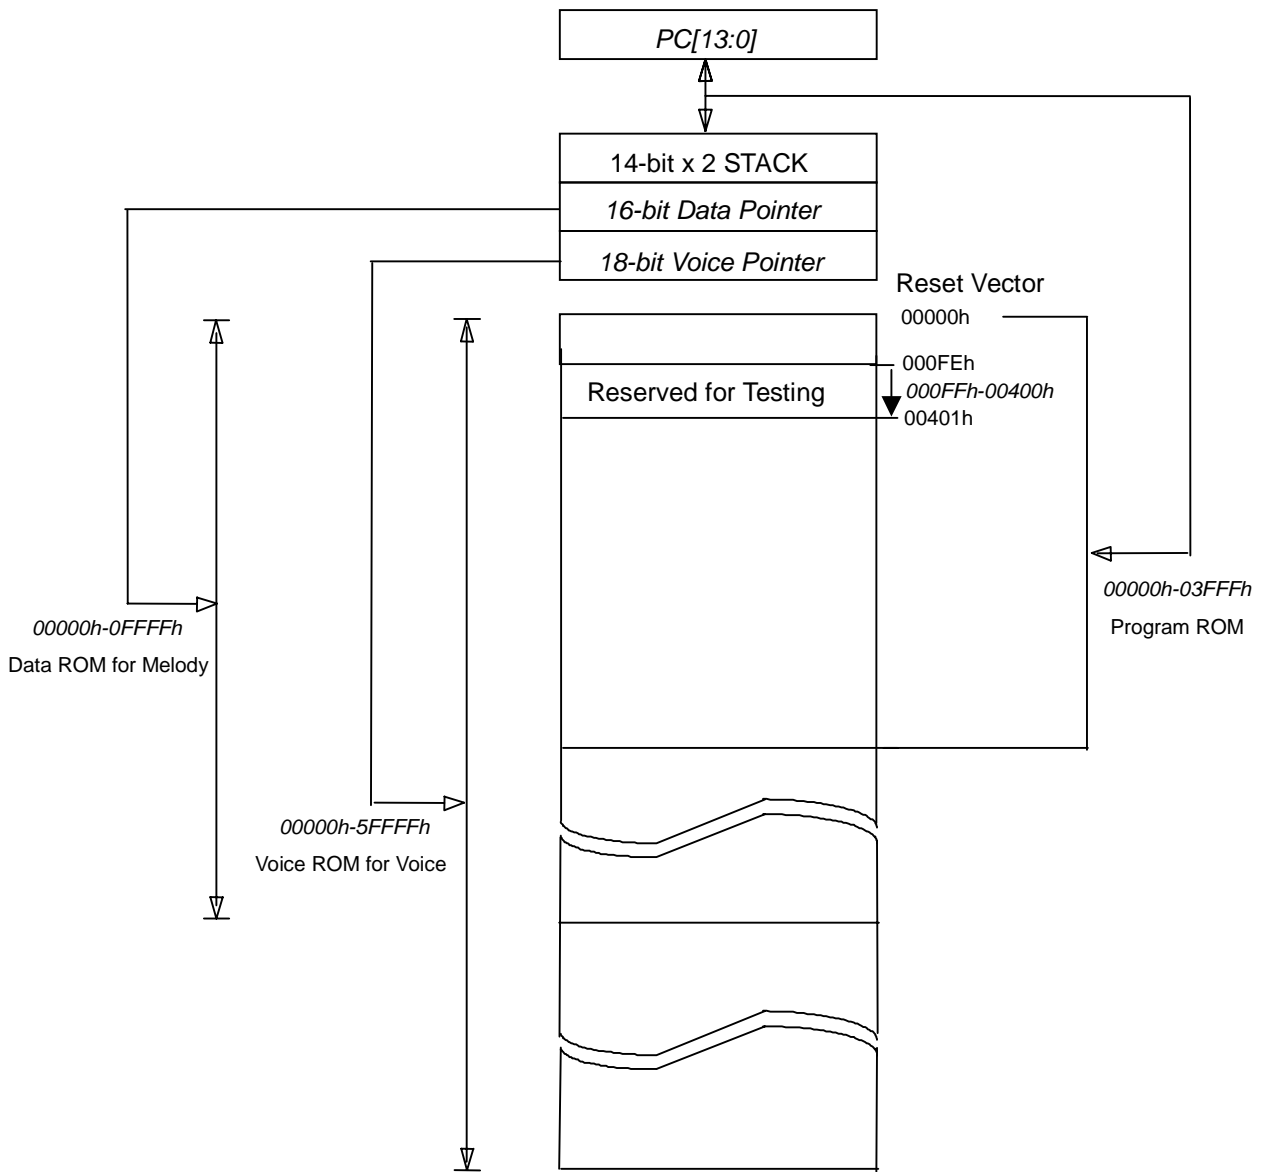 PC[13:0]
14-bit x 2 STACK
16-bit Data Pointer
18-bit Voice Pointer
Reset Vector
00000h
000FEh
Reserved for Testing
000FFh-00400h
00401h
00000h-03FFFh
Program ROM
00000h-0FFFFh
Data ROM for Melody
00000h-5FFFFh
Voice ROM for Voice